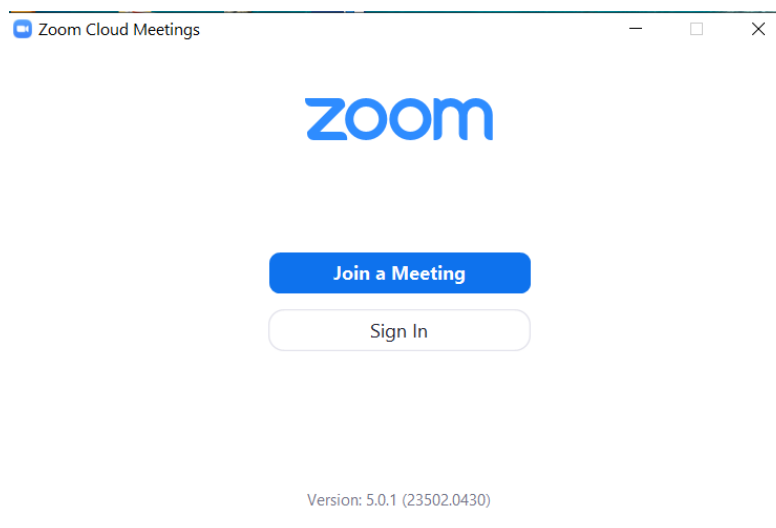 Zoom Cloud Meetings
zoom
Join a Meeting
Sign In
Version: 5.0.1 (23502.0430)